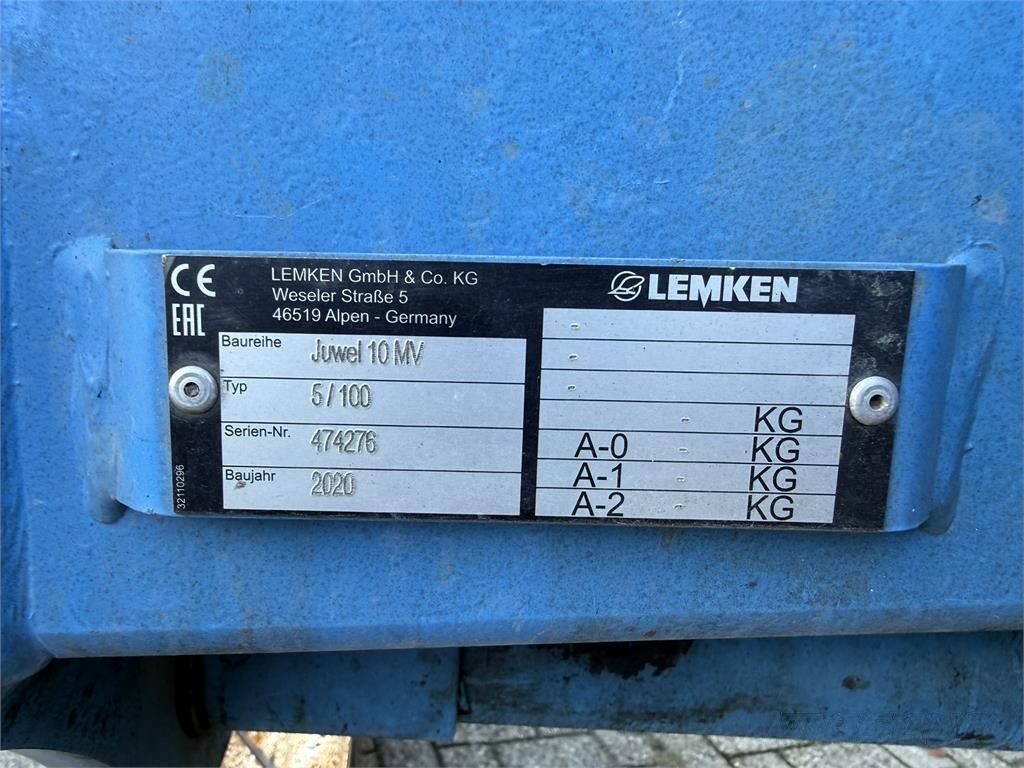 CE
EAC
LEMKEN GmbH & Co. KG
Weseler Straße 5
46519 Alpen - Germany
LEMKEN
Baureihe Juwel 10 MV
Typ 5/100
Serien-Nr. 474276
Baujahr 2020
32110296
-
-
-
- KG
A-0 - KG
A-1 - KG
A-2 - KG